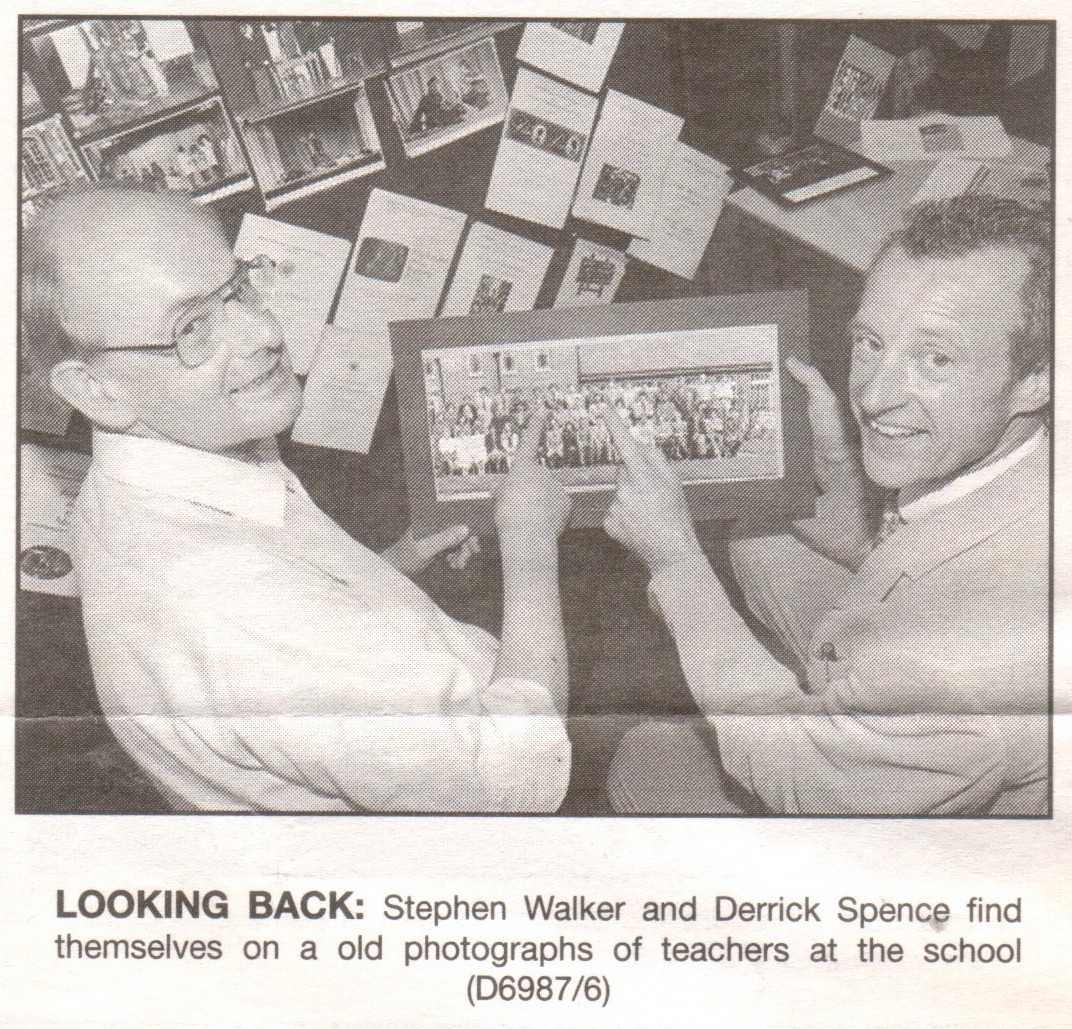 LOOKING BACK: Stephen Walker and Derrick Spence find
themselves on a old photographs of teachers at the school
(D6987/6)